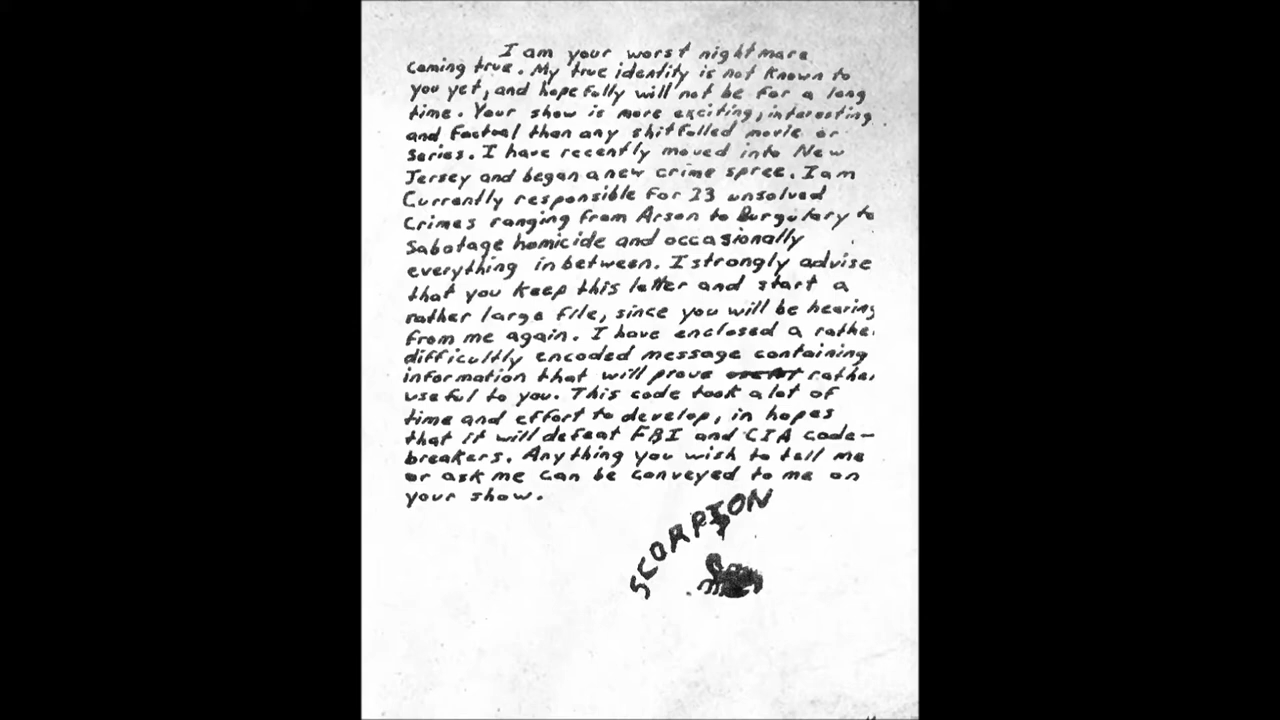 I am your worst nightmare
coming true. My true identity is not known to
you yet, and hopefully will not be for a long
time. Your show is more exciting, interesting
and factual than any shitfulled movie or
series. I have recently moved into New
Jersey and began a new crime spree. I am
Currently responsible for 23 unsolved
Crimes ranging from Arson to Burgulary to
Sabotage homicide and occasionally
everything in between. I strongly advise
that you keep this letter and start a
rather large file, since you will be hearing
from me again. I have enclosed a rathe
difficultly encoded message containing
information that will prove rathe
useful to you. This code took a lot of
time and effort to develop, in hopes
that it will defeat FBI and CIA code-
breakers. Anything you wish to tell me
or ask me can be conveyed to me on
your show.
SCORPION